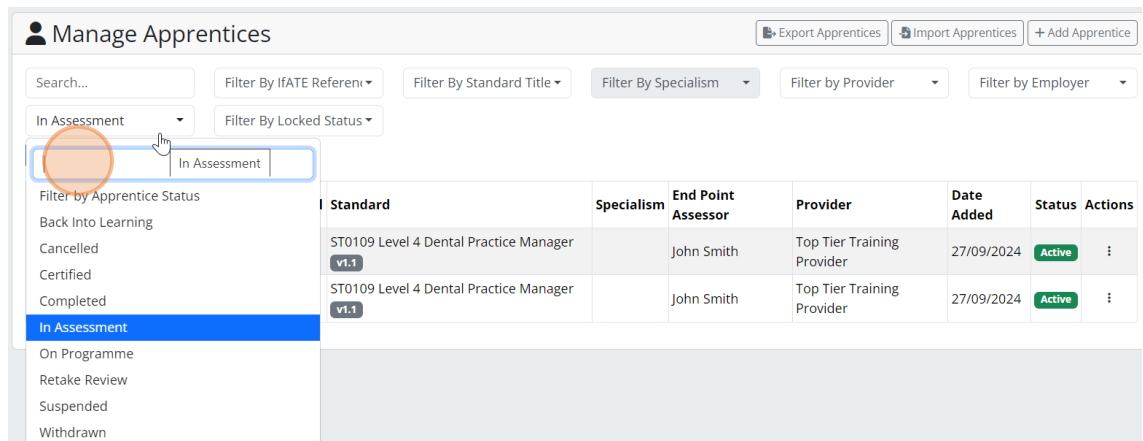 Manage Apprentices
Export Apprentices
Import Apprentices
+ Add Apprentice
Search...
Filter By IfATE Referenc
Filter By Standard Title
Filter By Specialism
Filter by Provider
Filter by Employer
In Assessment
Filter By Locked Status
In Assessment
Filter by Apprentice Status
Back Into Learning
Cancelled
Certified
Completed
In Assessment
On Programme
Retake Review
Suspended
Withdrawn
Standard
Specialism
End Point
Assessor
Provider
Date
Added
Status
Actions
ST0109 Level 4 Dental Practice Manager
v1.1
John Smith
Top Tier Training
Provider
27/09/2024
Active
ST0109 Level 4 Dental Practice Manager
v1.1
John Smith
Top Tier Training
Provider
27/09/2024
Active